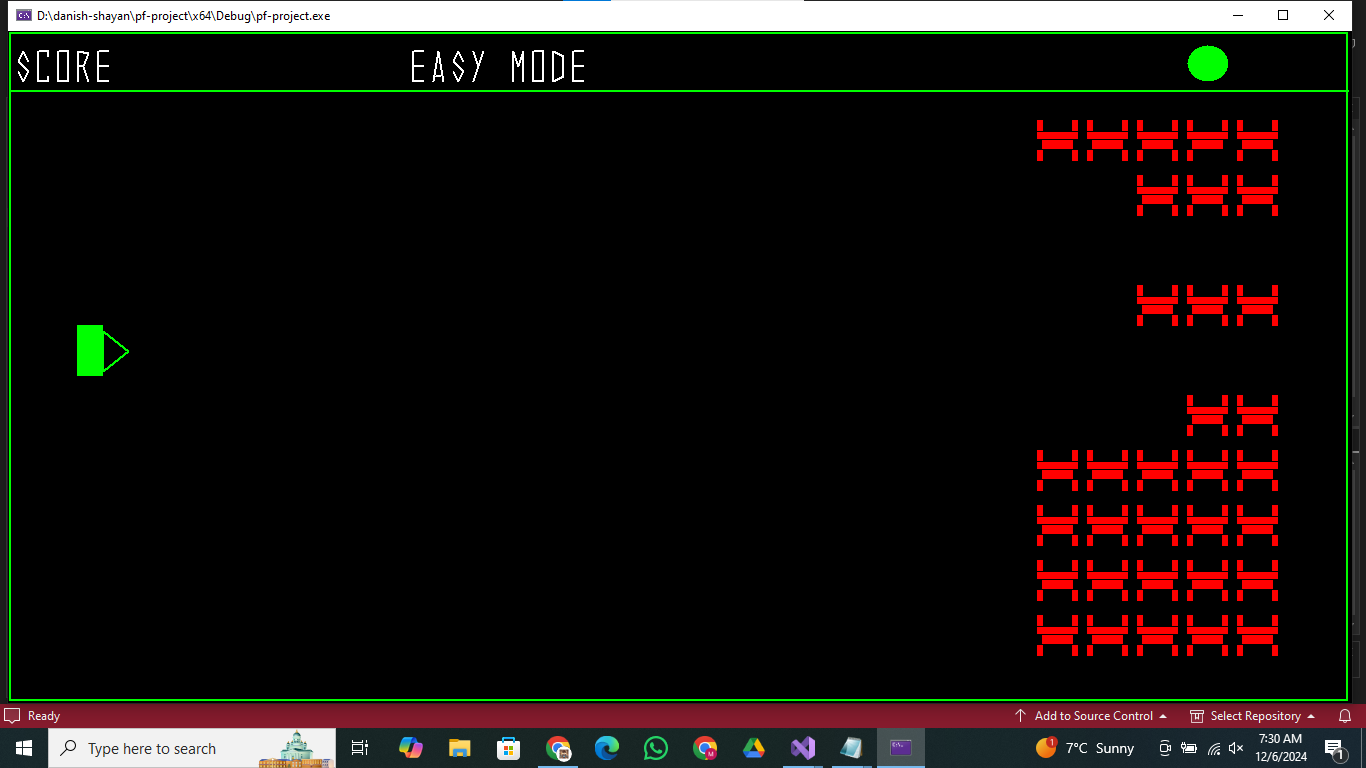 D:\danish-shayan\pf-project\x64\Debug\pf-project.exe
SCORE EASY MODE
Ready Add to Source Control Select Repository
Type here to search 1 7°C Sunny 7:30 AM
12/6/2024 1